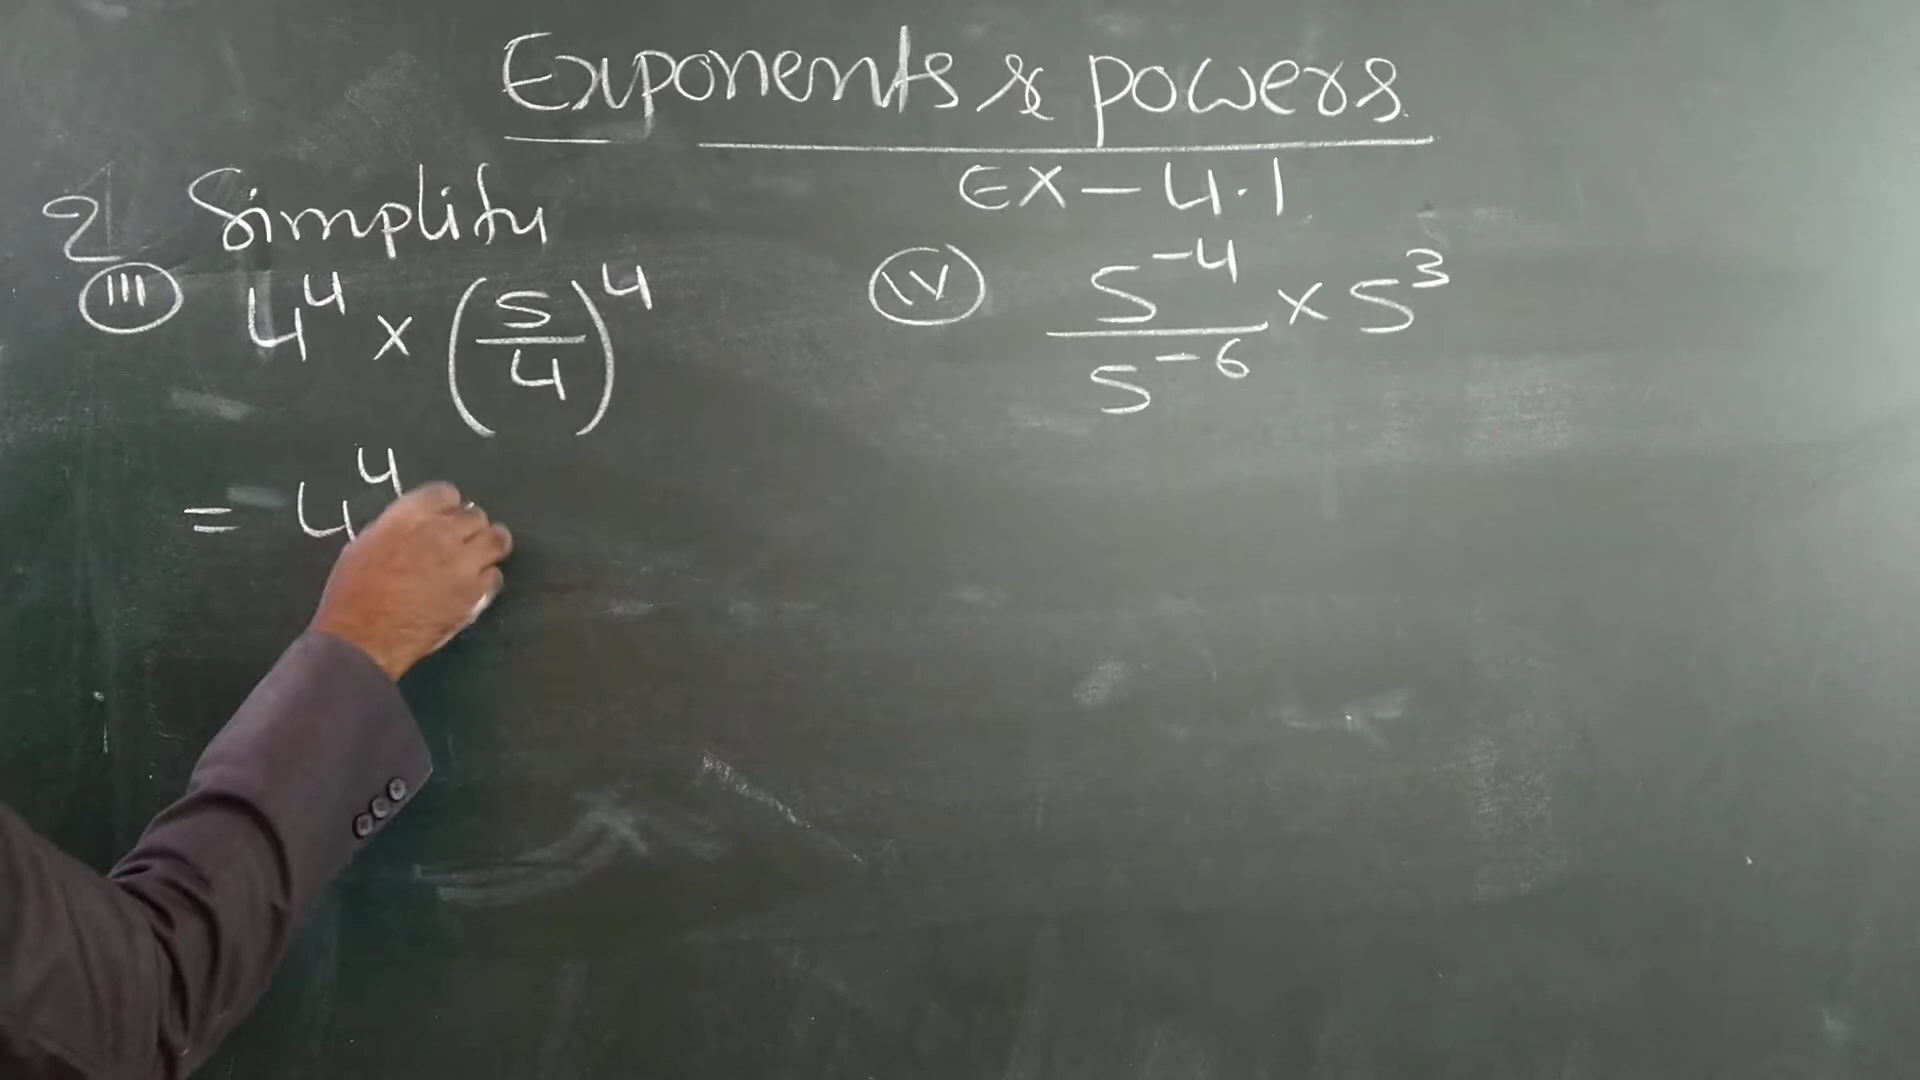 Exponents & powers
EX - 4.1
2 Simplify
(III) 4⁴ × (5/4)⁴
(IV) 5⁻⁴/5⁻⁶ × 5³
= 4⁴